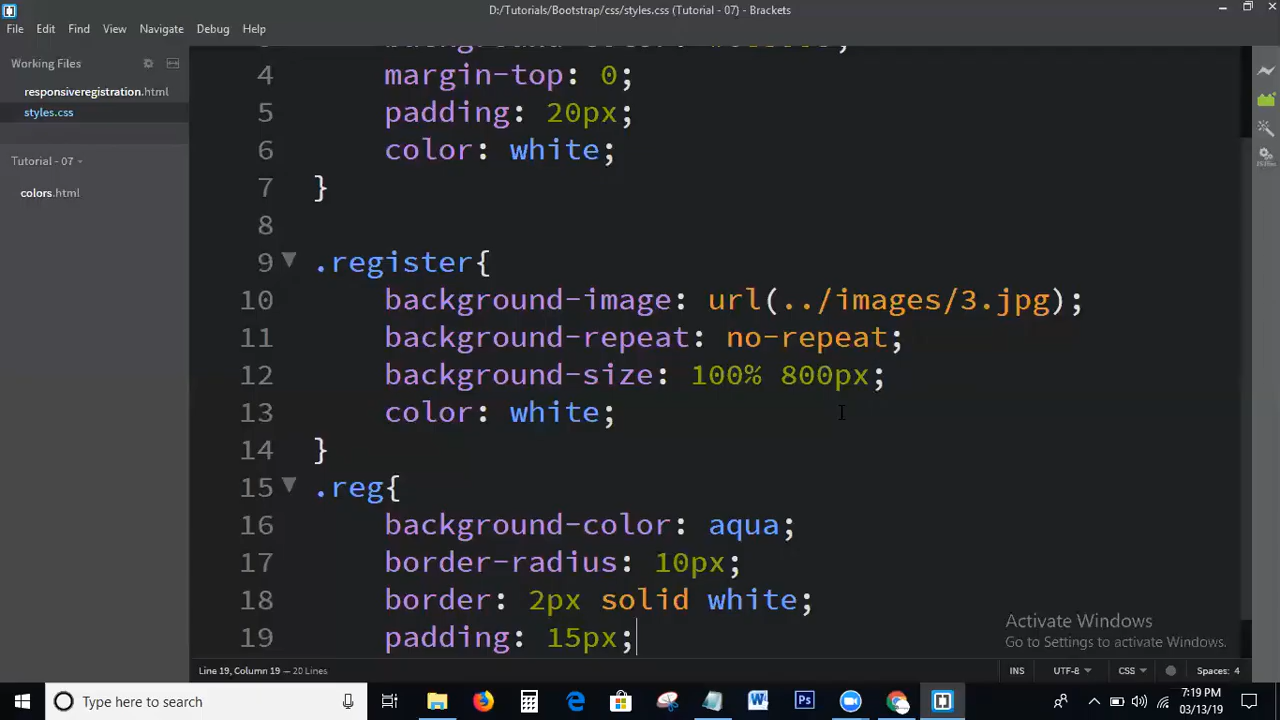 D:/Tutorials/Bootstrap/css/styles.css (Tutorial - 07) - Brackets
File Edit Find View Navigate Debug Help
Working Files
responsiveregistration.html
styles.css
Tutorial - 07
colors.html
4 margin-top: 0;
5 padding: 20px;
6 color: white;
7 }
8
9 .register{
10 background-image: url(../images/3.jpg);
11 background-repeat: no-repeat;
12 background-size: 100% 800px;
13 color: white;
14 }
15 .reg{
16 background-color: aqua;
17 border-radius: 10px;
18 border: 2px solid white;
19 padding: 15px;
Activate Windows
Go to Settings to activate Windows.
Line 19, Column 19 — 20 Lines
INS UTF-8 CSS Spaces: 4
Type here to search
7:19 PM
03/13/19